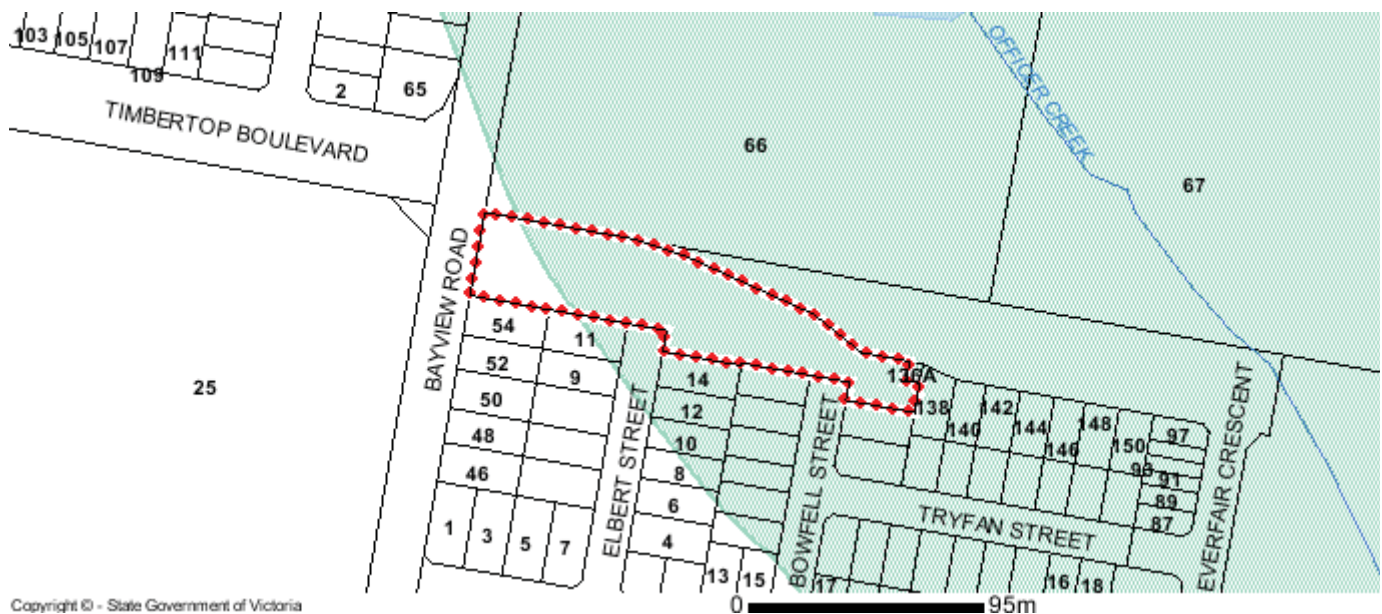 103 105 107 111
109
2
65
TIMBERTOP BOULEVARD
OFFICER CREEK
66
67
25
BAYVIEW ROAD
54
11
52
9
50
48
46
1 3 5 7
ELBERT STREET
14
12
10
8
6
4
13 15
BOWFELL STREET
17
136A
138
140
142
144
146
148
150
97
91
89
87
TRYFAN STREET
16 18
EVERFAIR CRESCENT
Copyright © - State Government of Victoria
0 95m